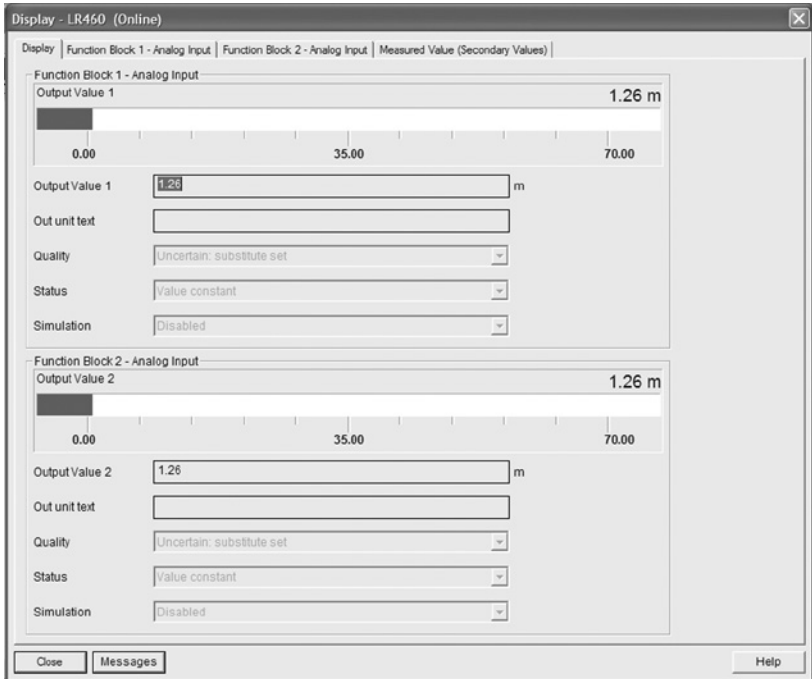 Display - LR460 (Online)
Display Function Block 1 - Analog Input Function Block 2 - Analog Input Measured Value (Secondary Values)
Function Block 1 - Analog Input
Output Value 1 1.26 m
0.00 35.00 70.00
Output Value 1 1.26 m
Out unit text
Quality Uncertain: substitute set
Status Value constant
Simulation Disabled
Function Block 2 - Analog Input
Output Value 2 1.26 m
0.00 35.00 70.00
Output Value 2 1.26 m
Out unit text
Quality Uncertain: substitute set
Status Value constant
Simulation Disabled
Close Messages Help